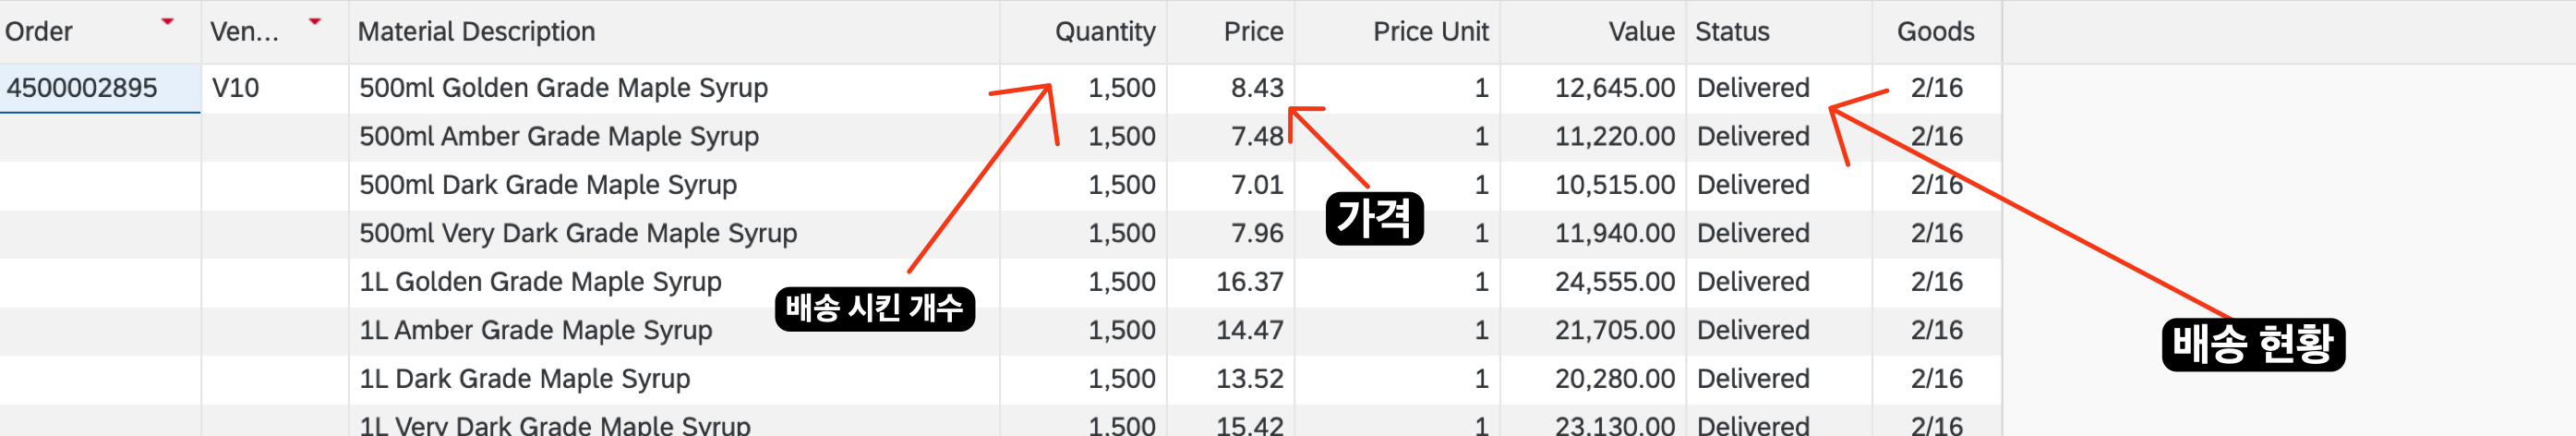 Order Ven... Material Description Quantity Price Price Unit Value Status Goods
4500002895 V10 500ml Golden Grade Maple Syrup 1,500 8.43 1 12,645.00 Delivered 2/16
500ml Amber Grade Maple Syrup 1,500 7.48 1 11,220.00 Delivered 2/16
500ml Dark Grade Maple Syrup 1,500 7.01 1 10,515.00 Delivered 2/16
가격
500ml Very Dark Grade Maple Syrup 1,500 7.96 1 11,940.00 Delivered 2/16
1L Golden Grade Maple Syrup 1,500 16.37 1 24,555.00 Delivered 2/16
배송 시킨 개수
1L Amber Grade Maple Syrup 1,500 14.47 1 21,705.00 Delivered 2/16
배송 현황
1L Dark Grade Maple Syrup 1,500 13.52 1 20,280.00 Delivered 2/16
1L Very Dark Grade Maple Syrup 1,500 15.42 1 23,130.00 Delivered 2/16